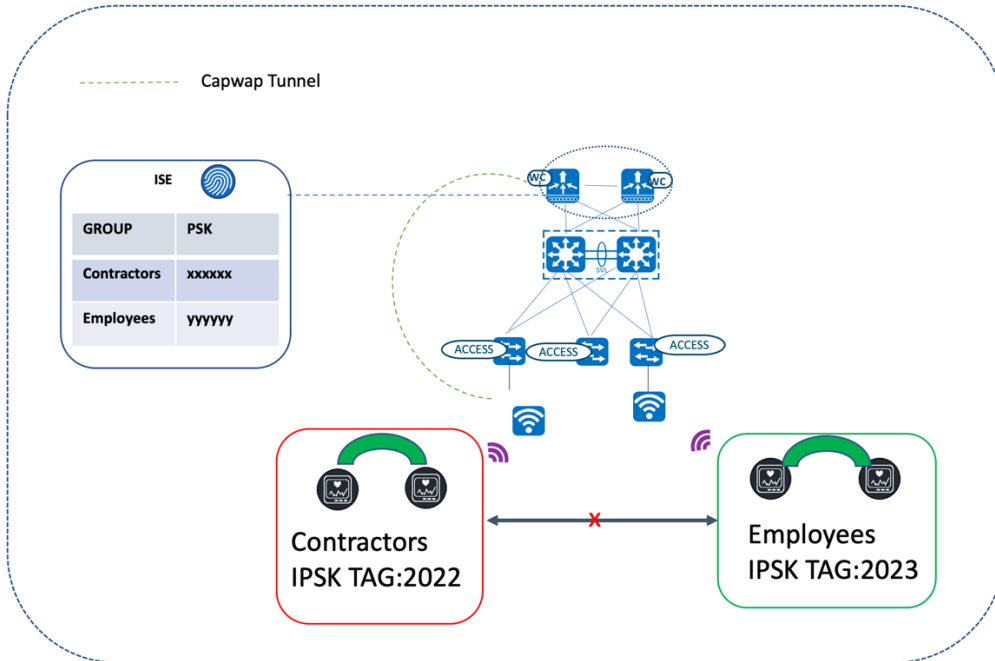 Capwap Tunnel
ISE
GROUP PSK
Contractors xxxxxx
Employees yyyyyy
WC WC
SVL
ACCESS ACCESS ACCESS
X
Contractors
IPSK TAG:2022
Employees
IPSK TAG:2023